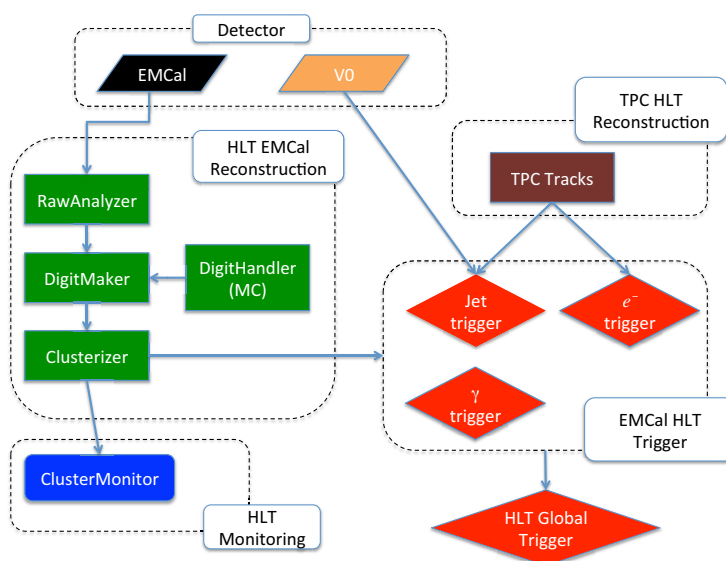 Detector
EMCal
V0
TPC HLT
Reconstruction
HLT EMCal
Reconstruction
TPC Tracks
RawAnalyzer
DigitMaker
DigitHandler
(MC)
Jet
trigger
e⁻
trigger
Clusterizer
γ
trigger
EMCal HLT
Trigger
ClusterMonitor
HLT
Monitoring
HLT Global
Trigger